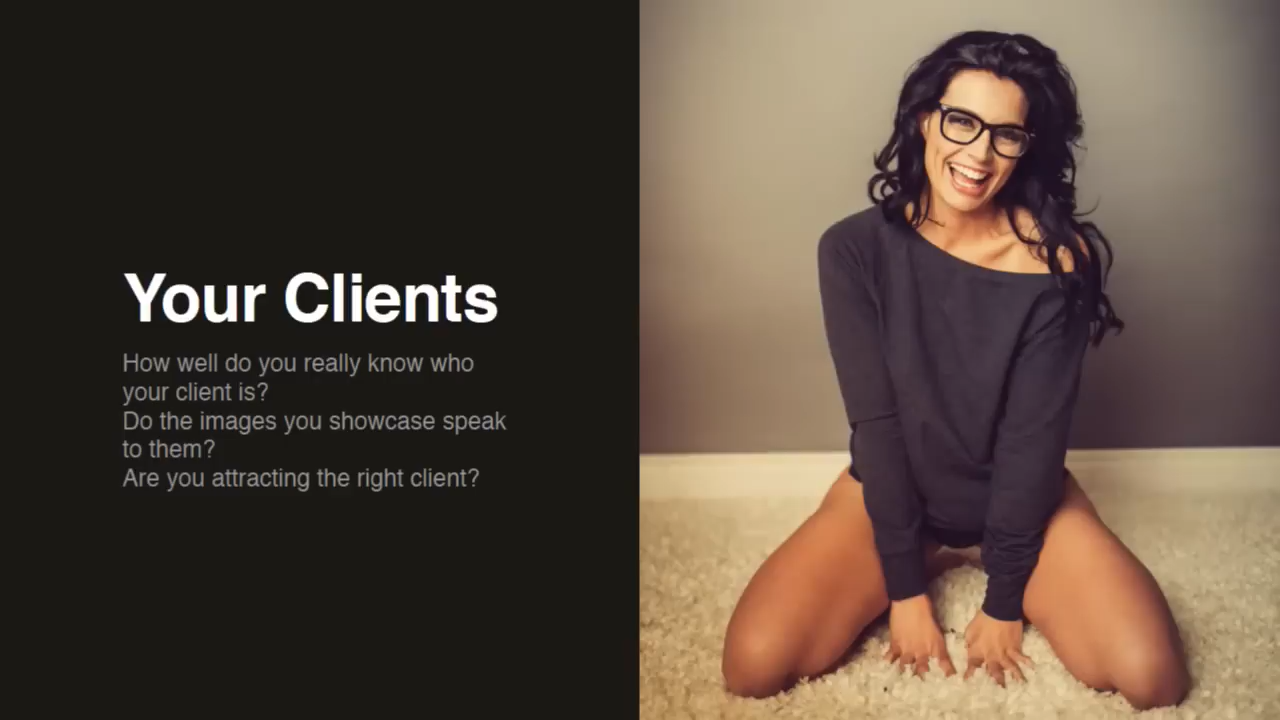 Your Clients
How well do you really know who
your client is?
Do the images you showcase speak
to them?
Are you attracting the right client?